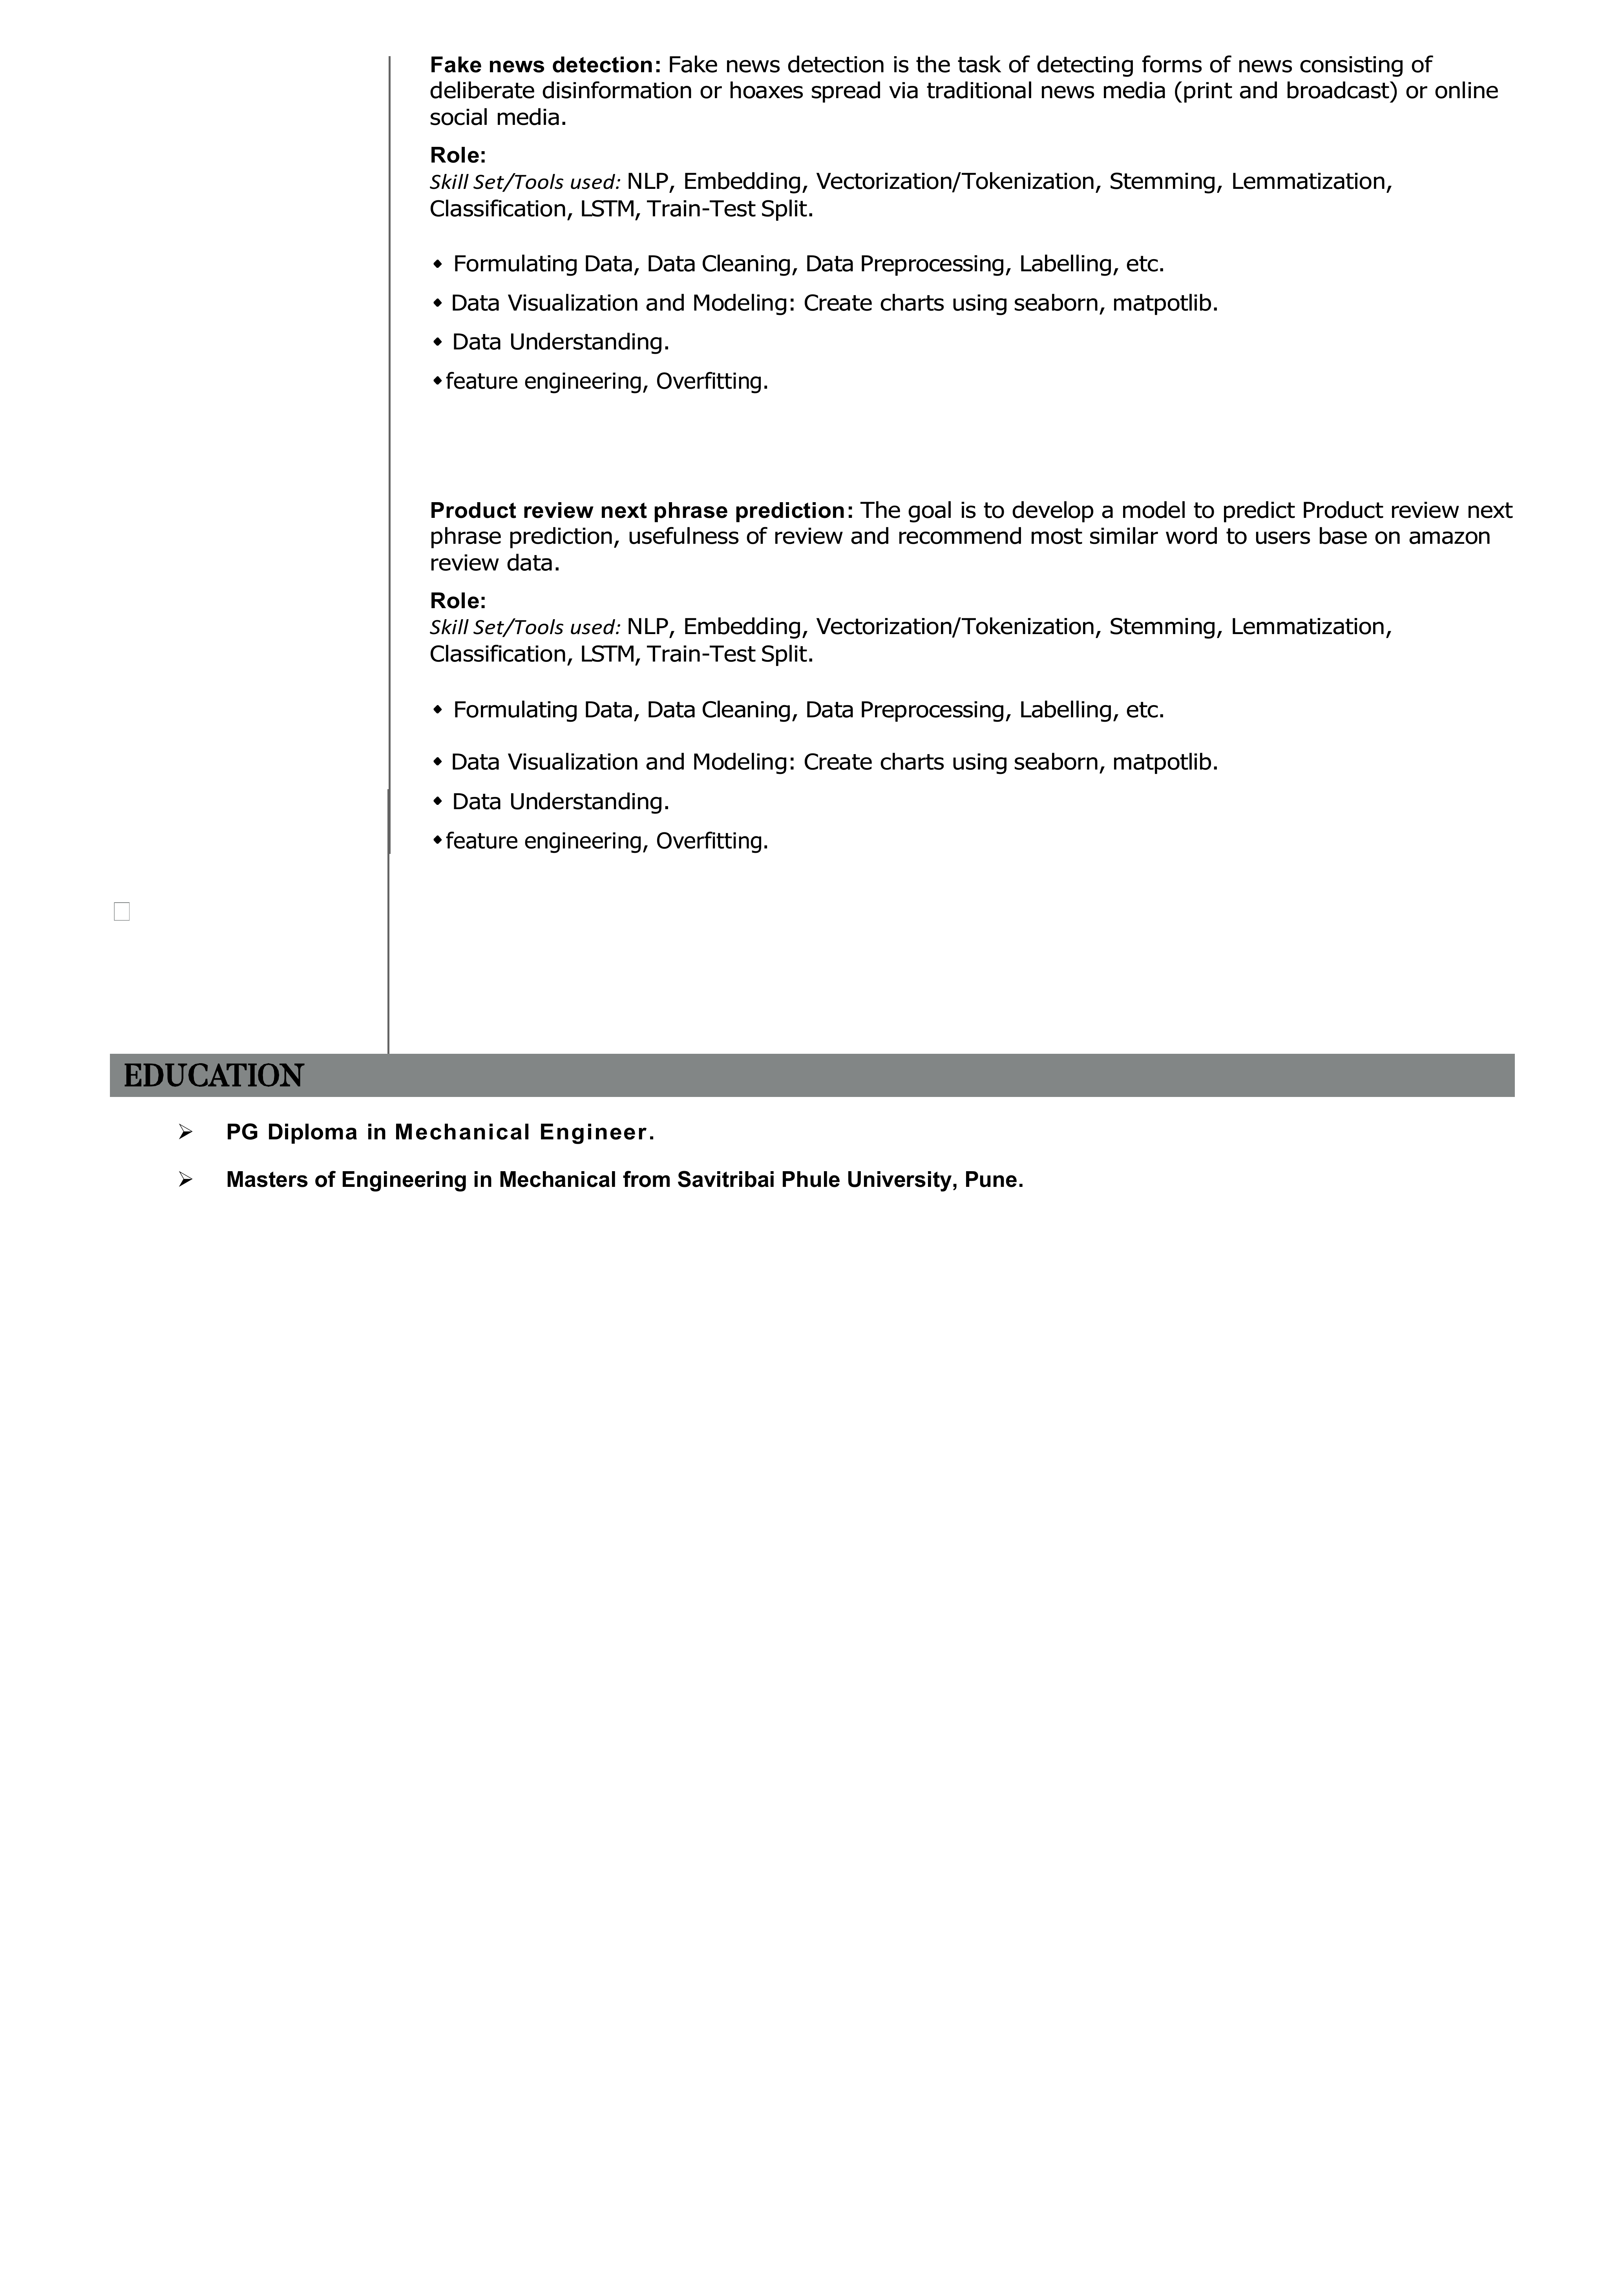 Fake news detection: Fake news detection is the task of detecting forms of news consisting of
deliberate disinformation or hoaxes spread via traditional news media (print and broadcast) or online
social media.
Role:
Skill Set/Tools used: NLP, Embedding, Vectorization/Tokenization, Stemming, Lemmatization,
Classification, LSTM, Train-Test Split.
• Formulating Data, Data Cleaning, Data Preprocessing, Labelling, etc.
• Data Visualization and Modeling: Create charts using seaborn, matpotlib.
• Data Understanding.
•feature engineering, Overfitting.
Product review next phrase prediction: The goal is to develop a model to predict Product review next
phrase prediction, usefulness of review and recommend most similar word to users base on amazon
review data.
Role:
Skill Set/Tools used: NLP, Embedding, Vectorization/Tokenization, Stemming, Lemmatization,
Classification, LSTM, Train-Test Split.
• Formulating Data, Data Cleaning, Data Preprocessing, Labelling, etc.
• Data Visualization and Modeling: Create charts using seaborn, matpotlib.
• Data Understanding.
•feature engineering, Overfitting.
EDUCATION
➢ PG Diploma in Mechanical Engineer.
➢ Masters of Engineering in Mechanical from Savitribai Phule University, Pune.